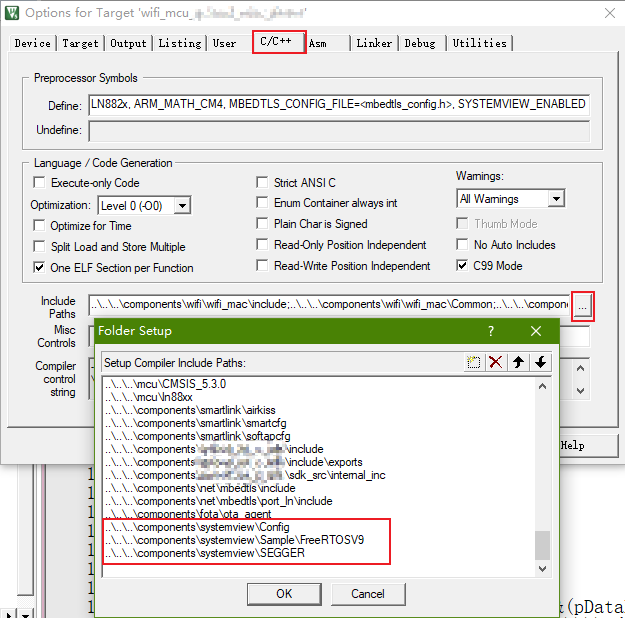 Options for Target 'wifi_mcu_
Device Target Output Listing User C/C++ Asm Linker Debug Utilities
Preprocessor Symbols
Define: LN882x, ARM_MATH_CM4, MBEDTLS_CONFIG_FILE=<mbedtls_config.h>, SYSTEMVIEW_ENABLED
Undefine:
Language / Code Generation
Execute-only Code
Strict ANSI C
Warnings:
Optimization: Level 0 (-O0)
Enum Container always int
All Warnings
Optimize for Time
Plain Char is Signed
Thumb Mode
Split Load and Store Multiple
Read-Only Position Independent
No Auto Includes
One ELF Section per Function
Read-Write Position Independent
C99 Mode
Include Paths
..\..\..\components\wifi\wifi_mac\include;..\..\..\components\wifi\wifi_mac\Common;..\..\..\compone
...
Misc Controls
Compiler control string
Help
Folder Setup
?
Setup Compiler Include Paths:
..\..\..\mcu\CMSIS_5.3.0
..\..\..\mcu\ln88xx
..\..\..\components\smartlink\airkiss
..\..\..\components\smartlink\smartcfg
..\..\..\components\smartlink\softapcfg
..\..\..\components\ \include
..\..\..\components\ \include\exports
..\..\..\components\ \sdk_src\internal_inc
..\..\..\components\net\mbedtls\include
..\..\..\components\net\mbedtls\port_ln\include
..\..\..\components\fota\ota_agent
..\..\..\components\systemview\Config
..\..\..\components\systemview\Sample\FreeRTOSV9
..\..\..\components\systemview\SEGGER
OK Cancel
&(pData